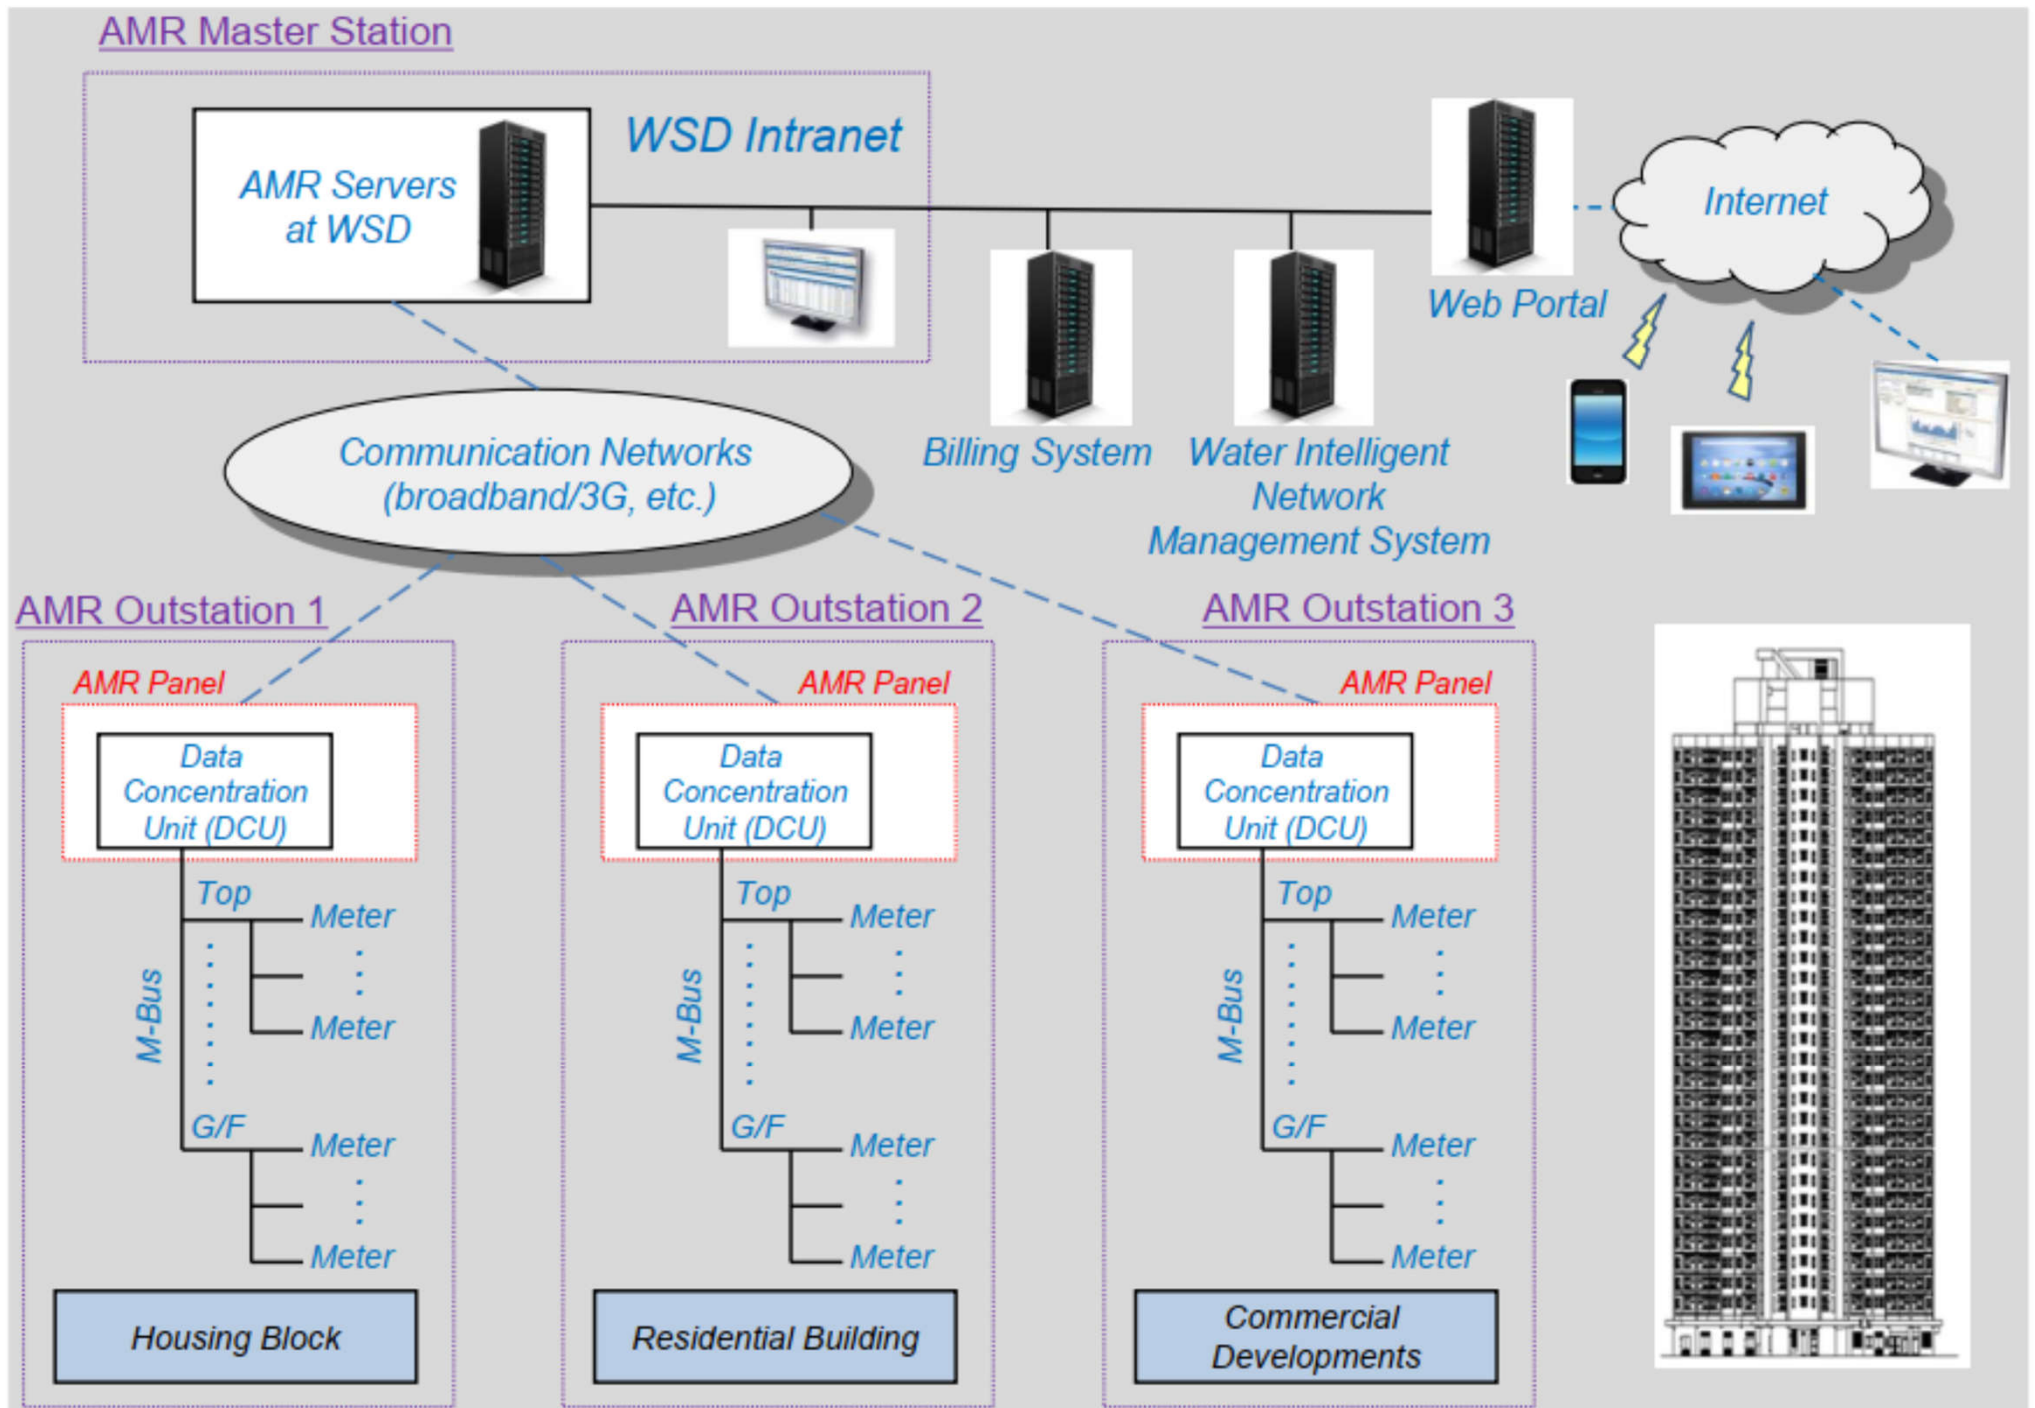 AMR Master Station
WSD Intranet
AMR Servers
at WSD
Internet
Web Portal
Billing System
Water Intelligent
Network
Management System
Communication Networks
(broadband/3G, etc.)
AMR Outstation 1
AMR Panel
Data
Concentration
Unit (DCU)
Top
Meter
Meter
M-Bus
G/F
Meter
Meter
Housing Block
AMR Outstation 2
AMR Panel
Data
Concentration
Unit (DCU)
Top
Meter
Meter
M-Bus
G/F
Meter
Meter
Residential Building
AMR Outstation 3
AMR Panel
Data
Concentration
Unit (DCU)
Top
Meter
Meter
M-Bus
G/F
Meter
Meter
Commercial
Developments